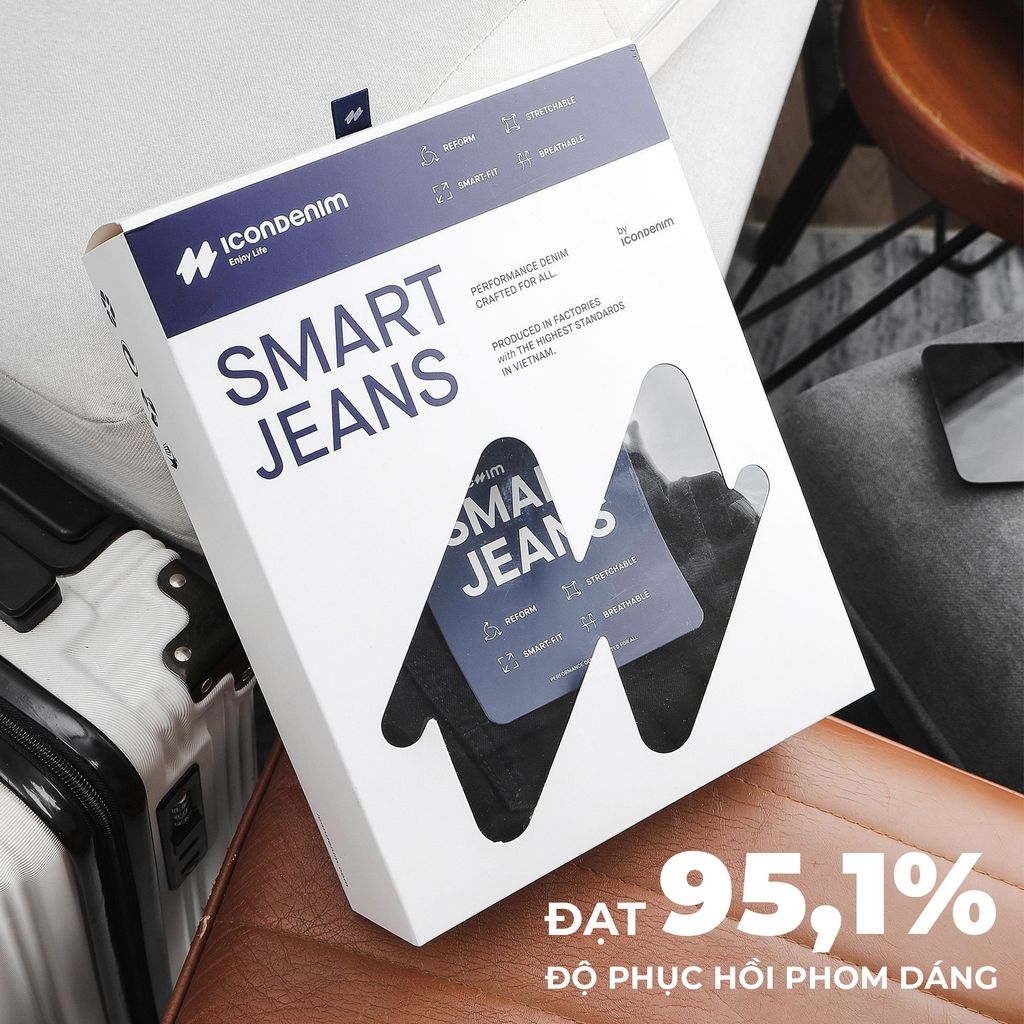 REFORM
STRETCHABLE
SMART-FIT
BREATHABLE
ICONDENIM
Enjoy Life
by
ICONDENIM
SMART
JEANS
PERFORMANCE DENIM
CRAFTED FOR ALL.
PRODUCED IN FACTORIES
with THE HIGHEST STANDARDS
IN VIETNAM.
SMA
JEANS
REFORM
STRETCHABLE
SMART-FIT
BREATHABLE
ĐẠT 95,1%
ĐỘ PHỤC HỒI PHOM DÁNG